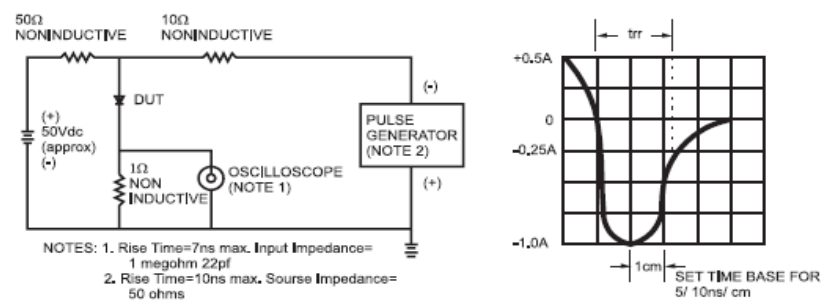 50Ω
NONINDUCTIVE
10Ω
NONINDUCTIVE
DUT
(+)
50Vdc
(approx)
(-)
1Ω
NON
INDUCTIVE
OSCILLOSCOPE
(NOTE 1)
(-)
PULSE
GENERATOR
(NOTE 2)
(+)
NOTES: 1. Rise Time=7ns max. Input Impedance=
1 megohm 22pf
2. Rise Time=10ns max. Sourse Impedance=
50 ohms
trr
+0.5A
0
-0.25A
-1.0A
1cm
SET TIME BASE FOR
5/ 10ns/ cm